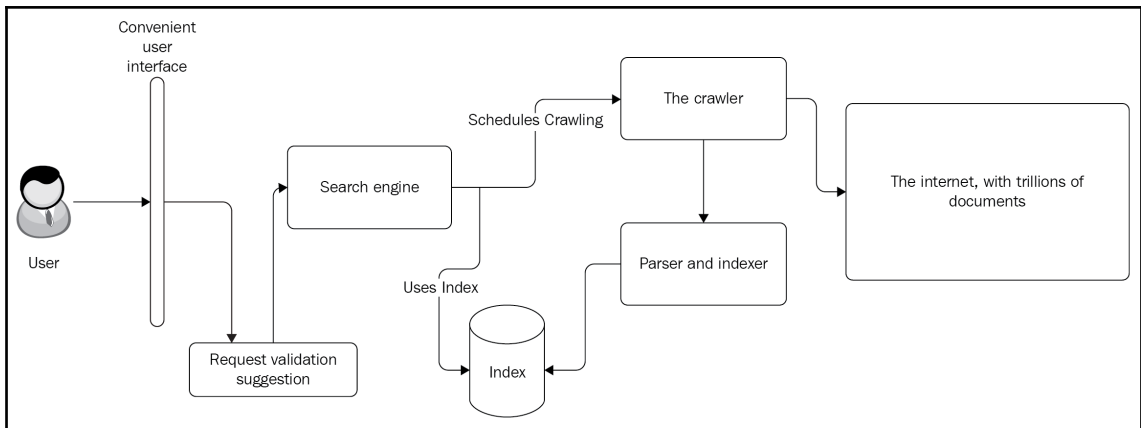 Convenient
user
interface
User
Request validation
suggestion
Search engine
Schedules Crawling
Uses Index
Index
The crawler
Parser and indexer
The internet, with trillions of
documents